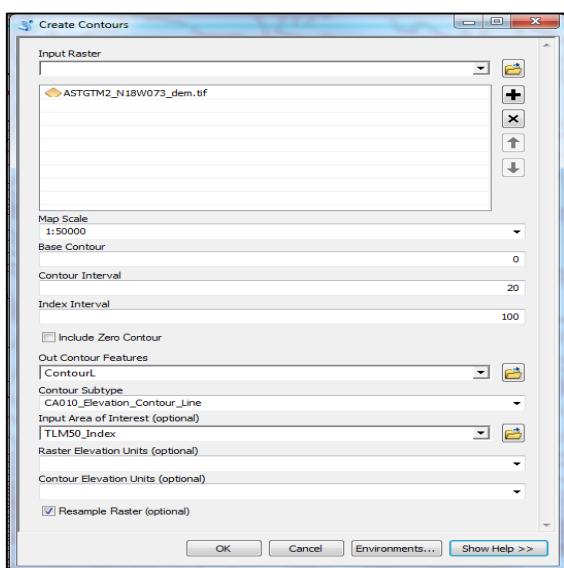 Create Contours
Input Raster
ASTGTM2_N18W073_dem.tif
Map Scale
1:50000
Base Contour
0
Contour Interval
20
Index Interval
100
Include Zero Contour
Out Contour Features
ContourL
Contour Subtype
CA010_Elevation_Contour_Line
Input Area of Interest (optional)
TLM50_Index
Raster Elevation Units (optional)
Contour Elevation Units (optional)
Resample Raster (optional)
OK Cancel Environments... Show Help >>